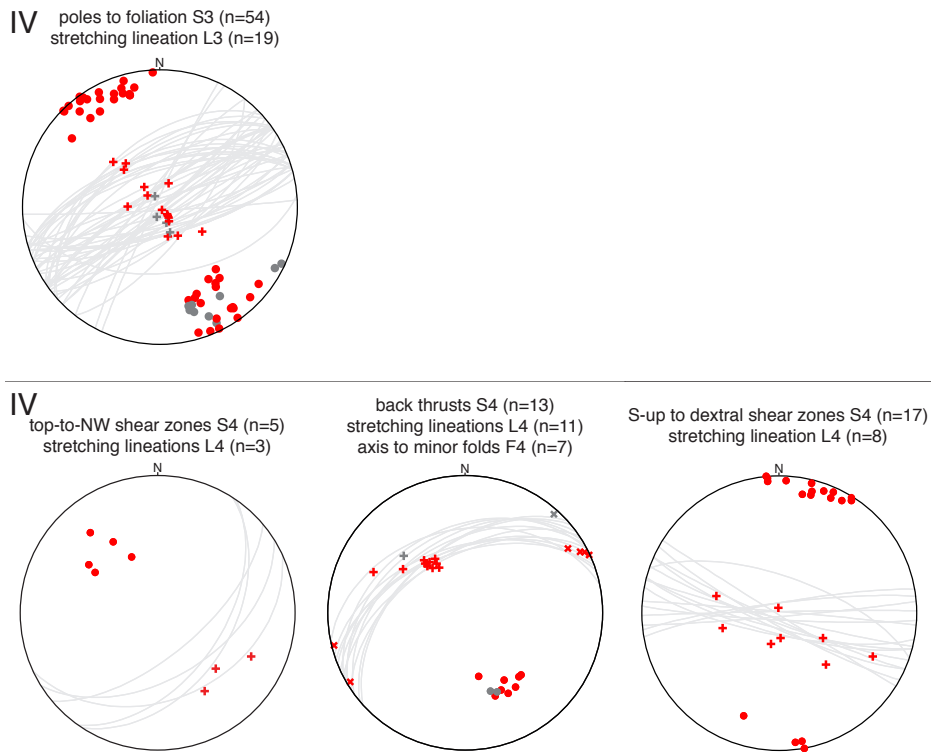 IV
poles to foliation S3 (n=54)
stretching lineation L3 (n=19)
N
IV
top-to-NW shear zones S4 (n=5)
stretching lineations L4 (n=3)
N
back thrusts S4 (n=13)
stretching lineations L4 (n=11)
axis to minor folds F4 (n=7)
N
S-up to dextral shear zones S4 (n=17)
stretching lineation L4 (n=8)
N